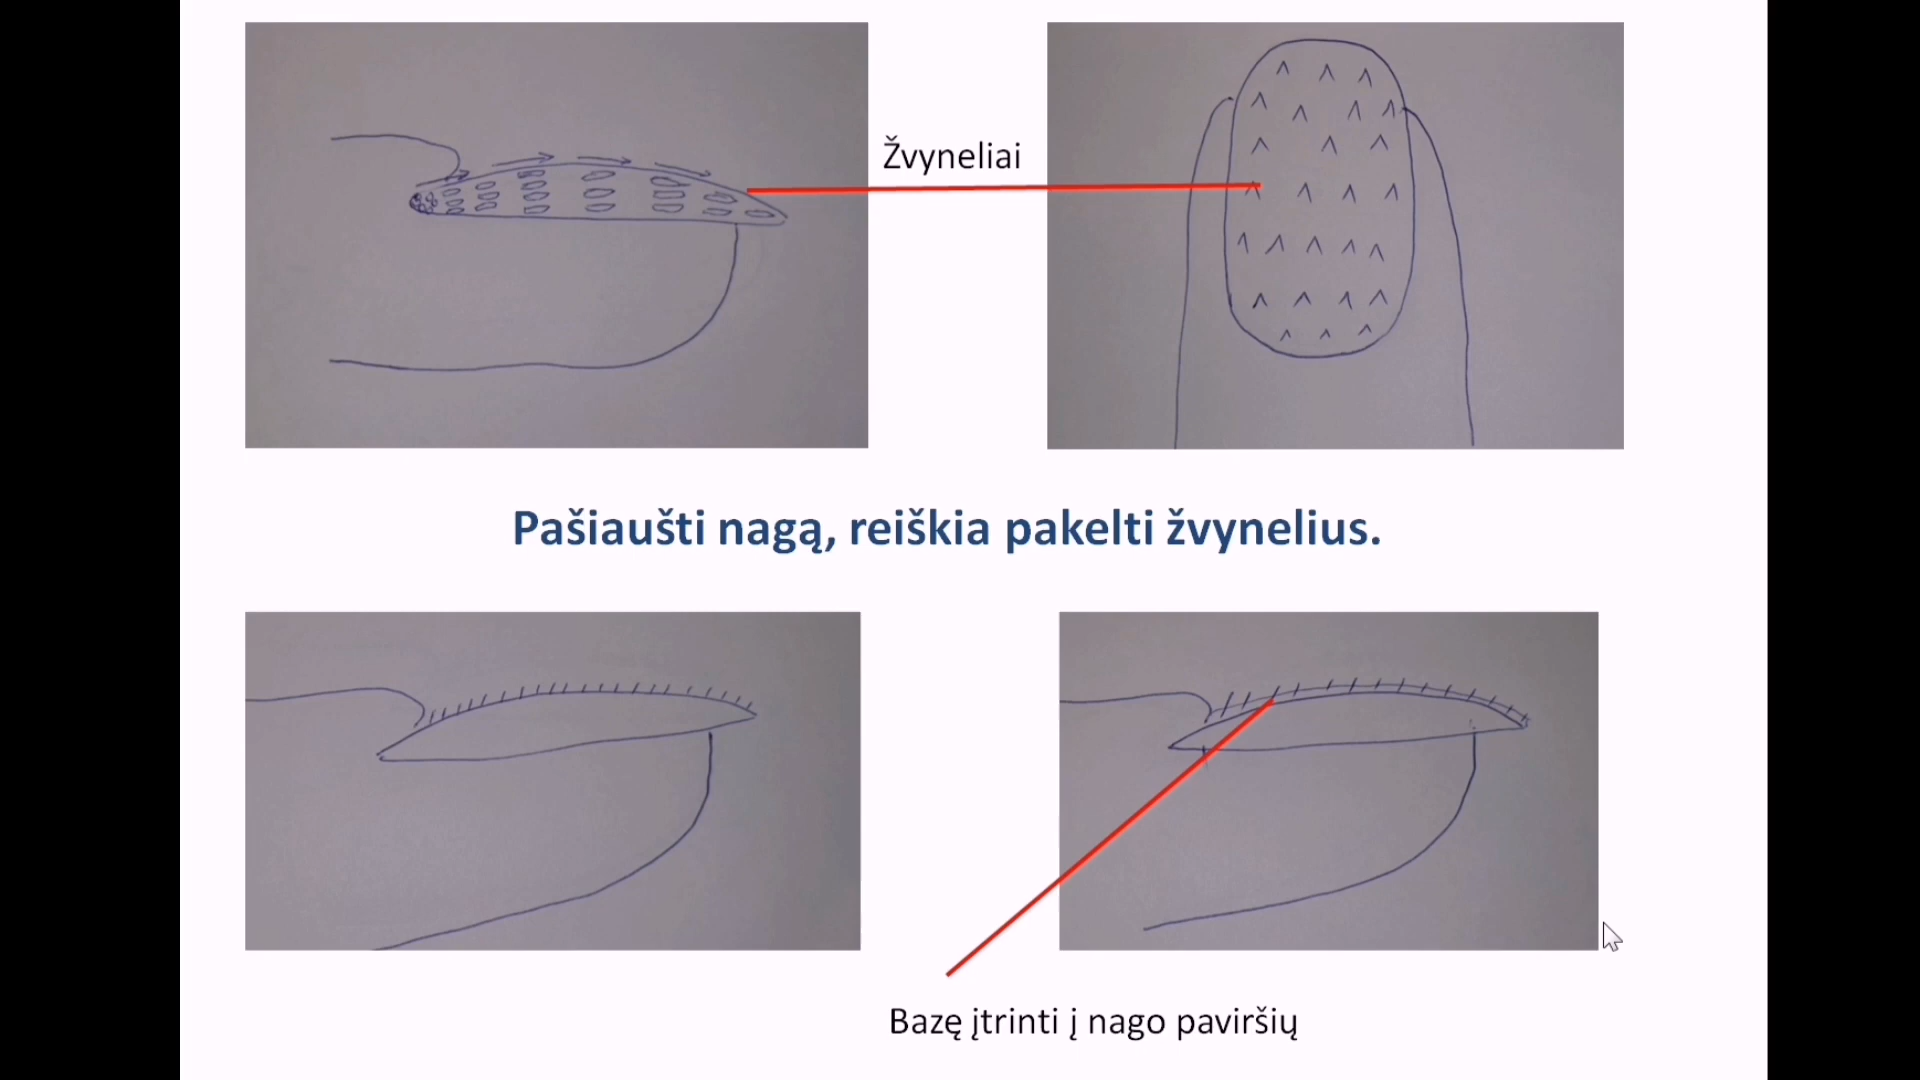 Žvyneliai
Pašiaušti nagą, reiškia pakelti žvynelius.
Bazę įtrinti į nago paviršių